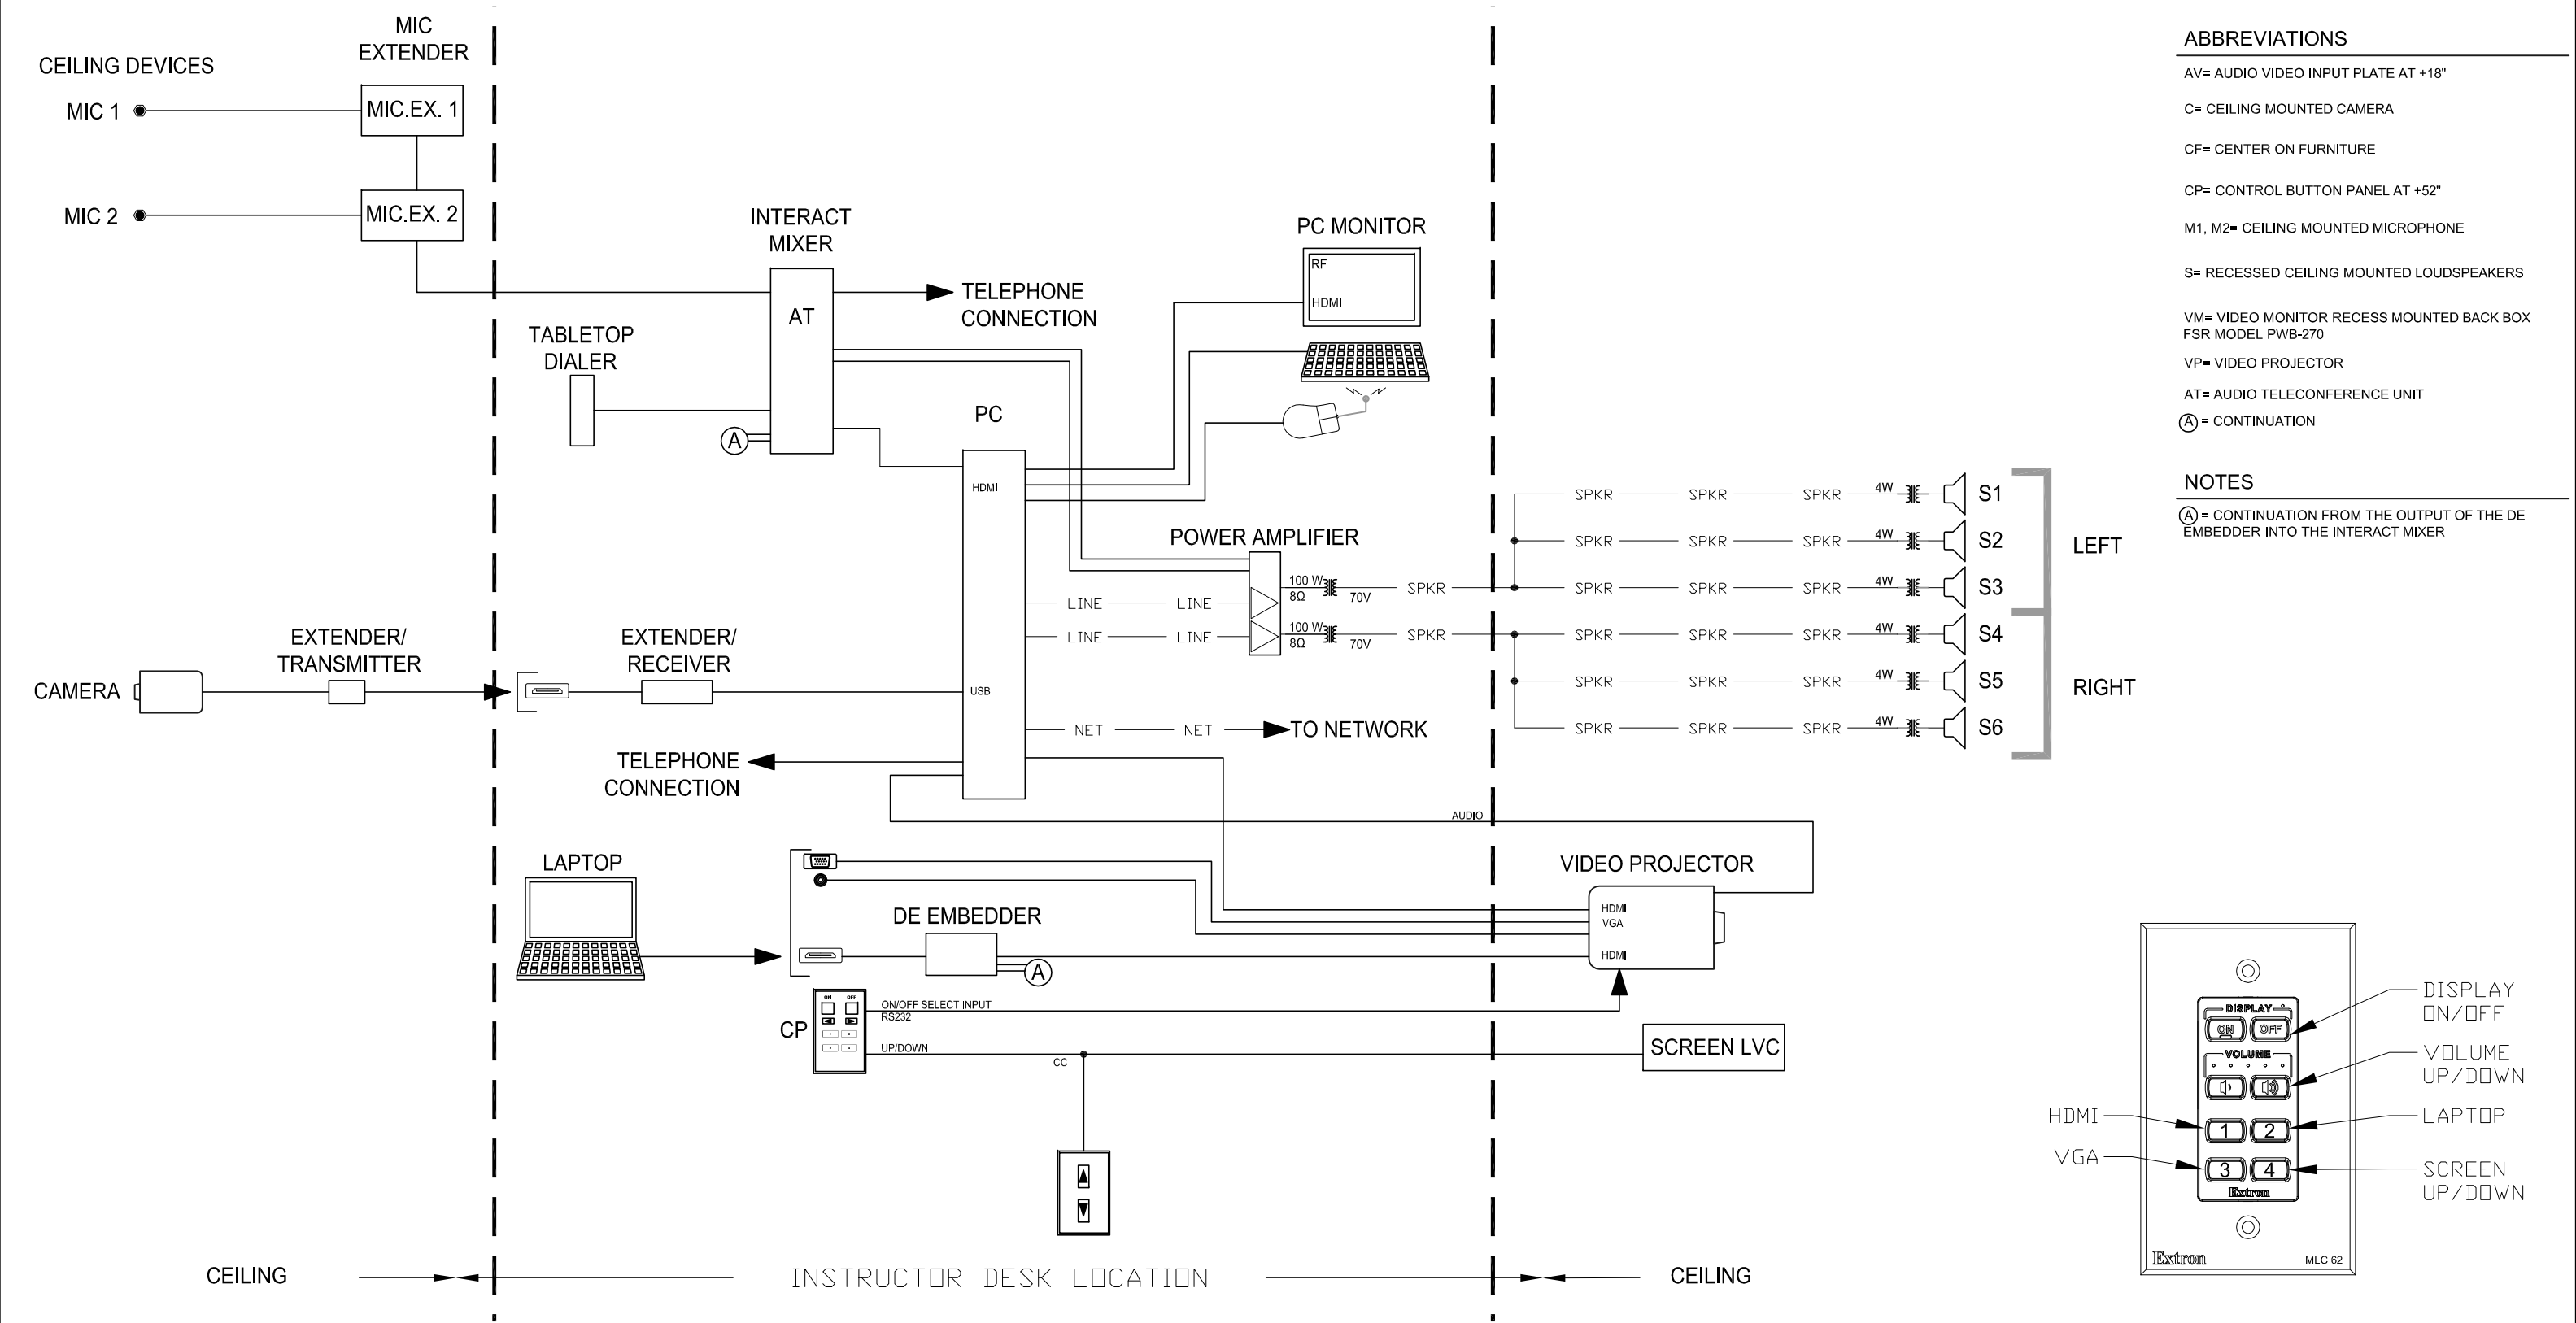 CEILING DEVICES
MIC
EXTENDER
MIC 1
MIC.EX. 1
MIC 2
MIC.EX. 2
INTERACT
MIXER
AT
TELEPHONE
CONNECTION
TABLETOP
DIALER
A
PC MONITOR
RF
HDMI
PC
HDMI
USB
POWER AMPLIFIER
LINE LINE
LINE LINE
100 W
8Ω
70V
SPKR
100 W
8Ω
70V
SPKR
SPKR SPKR SPKR 4W S1
SPKR SPKR SPKR 4W S2
SPKR SPKR SPKR 4W S3
LEFT
SPKR SPKR SPKR 4W S4
SPKR SPKR SPKR 4W S5
SPKR SPKR SPKR 4W S6
RIGHT
CAMERA
EXTENDER/
TRANSMITTER
EXTENDER/
RECEIVER
NET NET TO NETWORK
TELEPHONE
CONNECTION
AUDIO
LAPTOP
DE EMBEDDER
A
VIDEO PROJECTOR
HDMI
VGA
HDMI
CP
ON OFF
ON/OFF SELECT INPUT
RS232
UP/DOWN
CC
SCREEN LVC
CEILING
INSTRUCTOR DESK LOCATION
CEILING
ABBREVIATIONS
AV= AUDIO VIDEO INPUT PLATE AT +18"
C= CEILING MOUNTED CAMERA
CF= CENTER ON FURNITURE
CP= CONTROL BUTTON PANEL AT +52"
M1, M2= CEILING MOUNTED MICROPHONE
S= RECESSED CEILING MOUNTED LOUDSPEAKERS
VM= VIDEO MONITOR RECESS MOUNTED BACK BOX
FSR MODEL PWB-270
VP= VIDEO PROJECTOR
AT= AUDIO TELECONFERENCE UNIT
A = CONTINUATION
NOTES
A = CONTINUATION FROM THE OUTPUT OF THE DE
EMBEDDER INTO THE INTERACT MIXER
DISPLAY
ON OFF
VOLUME
1 2
3 4
Extron
Extron
MLC 62
DISPLAY
ON/OFF
VOLUME
UP/DOWN
HDMI
LAPTOP
VGA
SCREEN
UP/DOWN